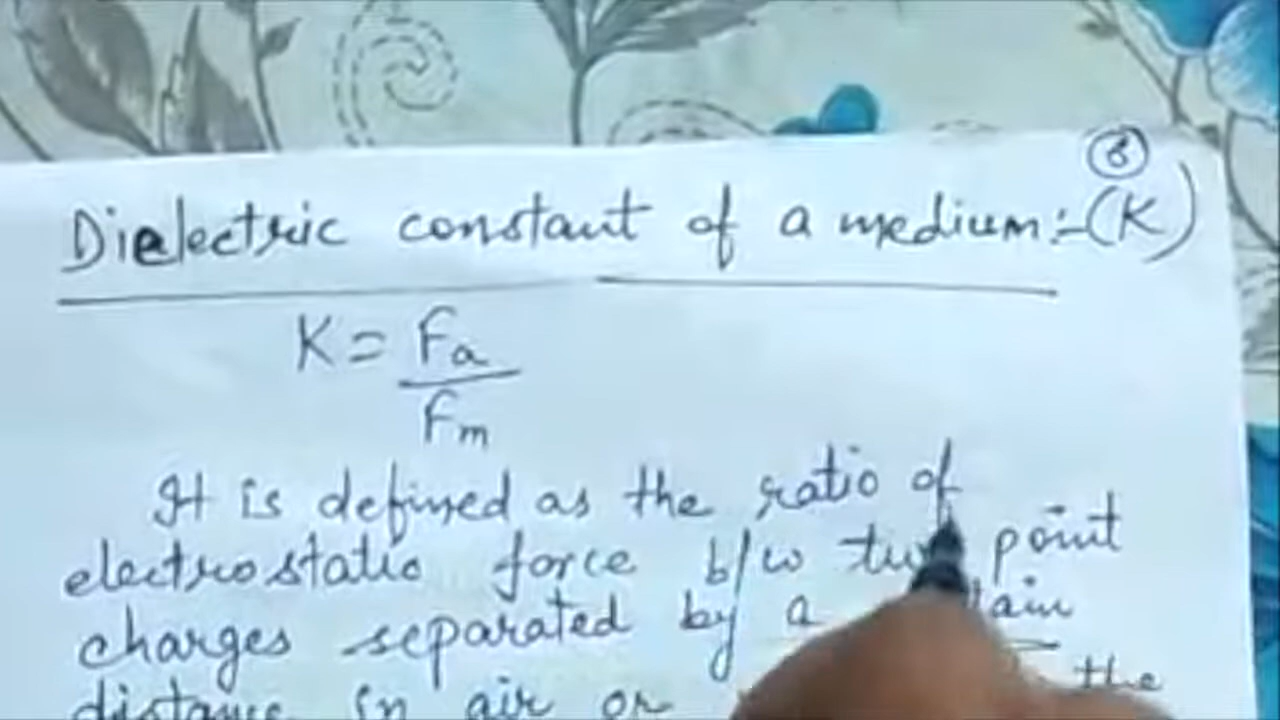 ⑧
Dielectric constant of a medium:-(K)
K = Fa
Fm
It is defined as the ratio of
electrostatic force b/w two point
charges separated by a
distance in air or the